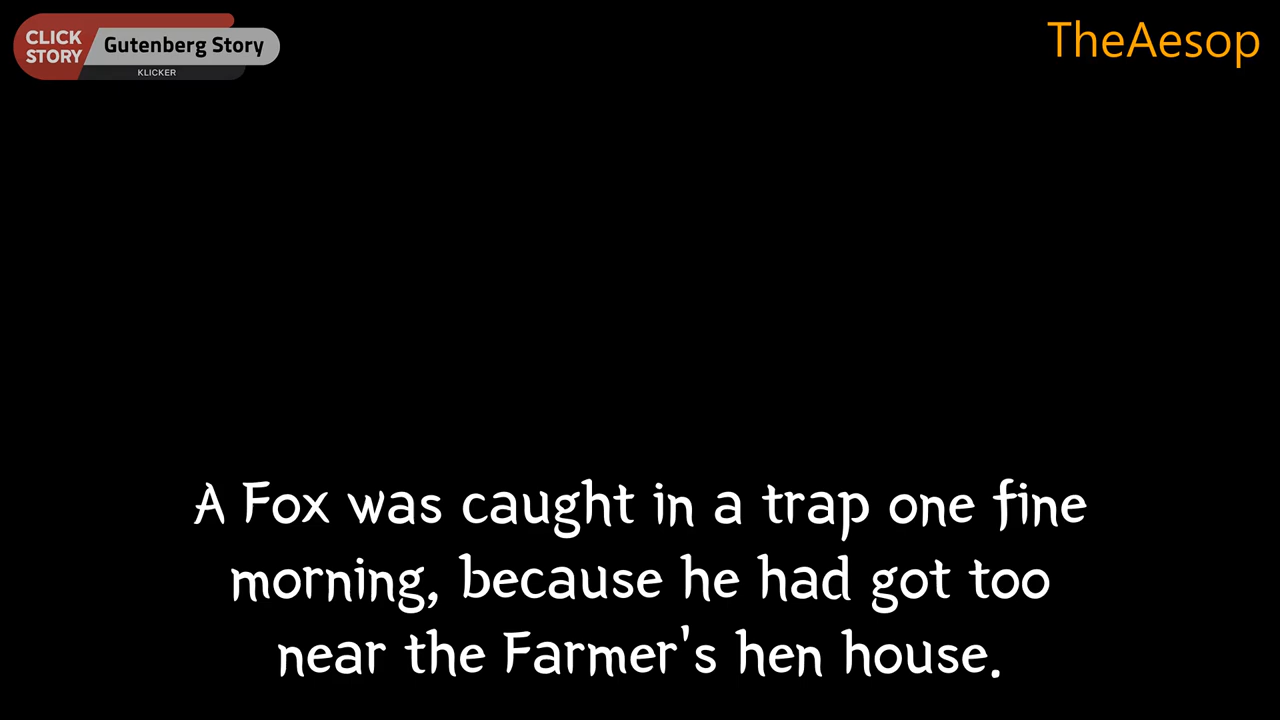 CLICK
STORY
Gutenberg Story
KLICKER
TheAesop
A Fox was caught in a trap one fine
morning, because he had got too
near the Farmer's hen house.